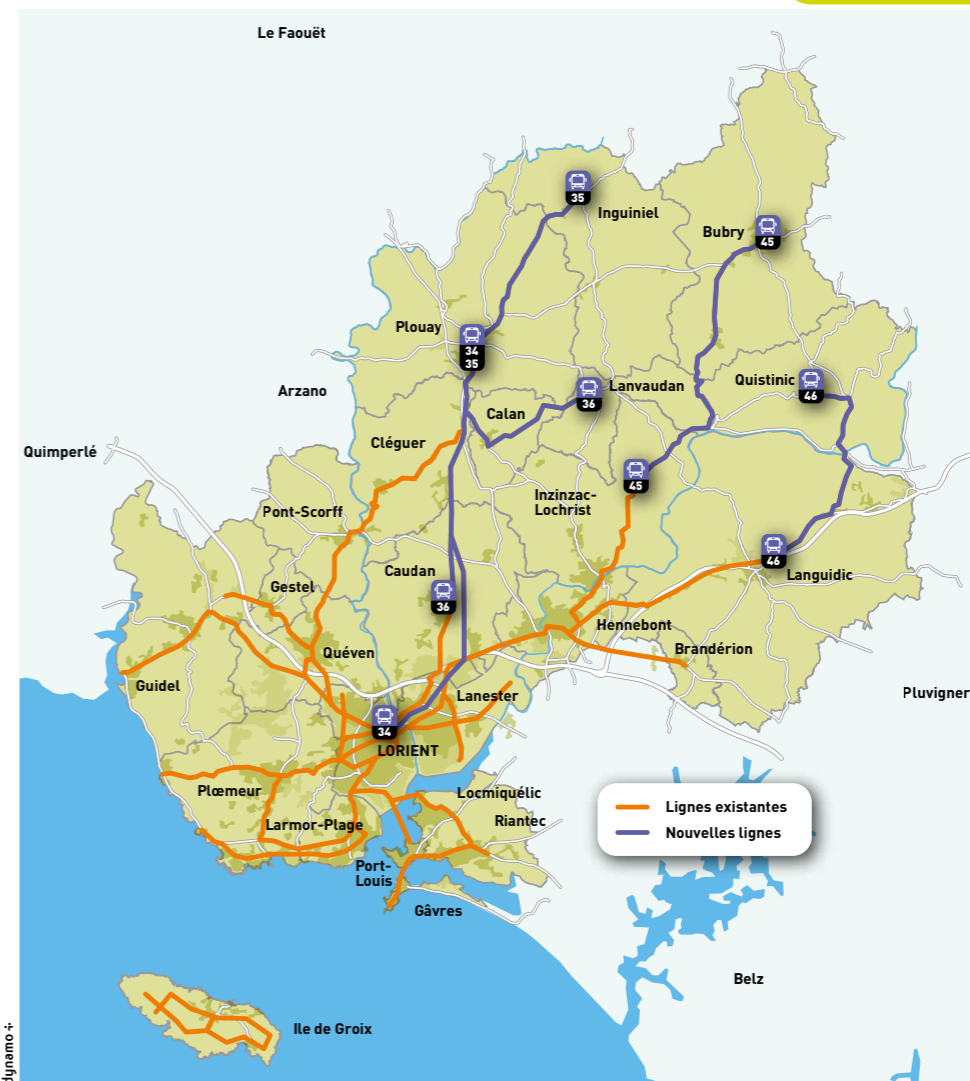 Le Faouët
35
Inguiniel
Bubry
45
Plouay
34
35
Arzano
Lanvaudan
36
Quistinic
46
Calan
Cléguer
Quimperlé
45
Inzinzac-
Lochrist
Pont-Scorff
46
Languidic
Caudan
36
Gestel
Hennebont
Quéven
Brandérion
Guidel
Lanester
Pluvigner
34
LORIENT
Plœmeur
Locmiquélic
Lignes existantes
Riantec
Larmor-Plage
Nouvelles lignes
Port-
Louis
Gâvres
Belz
Ile de Groix
dynamo +